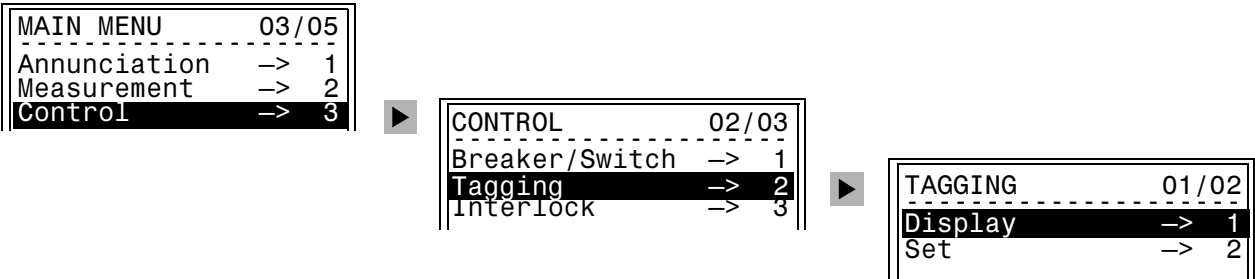 MAIN MENU 03/05
--------------------
Annunciation —> 1
Measurement —> 2
Control —> 3
CONTROL 02/03
--------------------
Breaker/Switch —> 1
Tagging —> 2
Interlock —> 3
TAGGING 01/02
--------------------
Display —> 1
Set —> 2